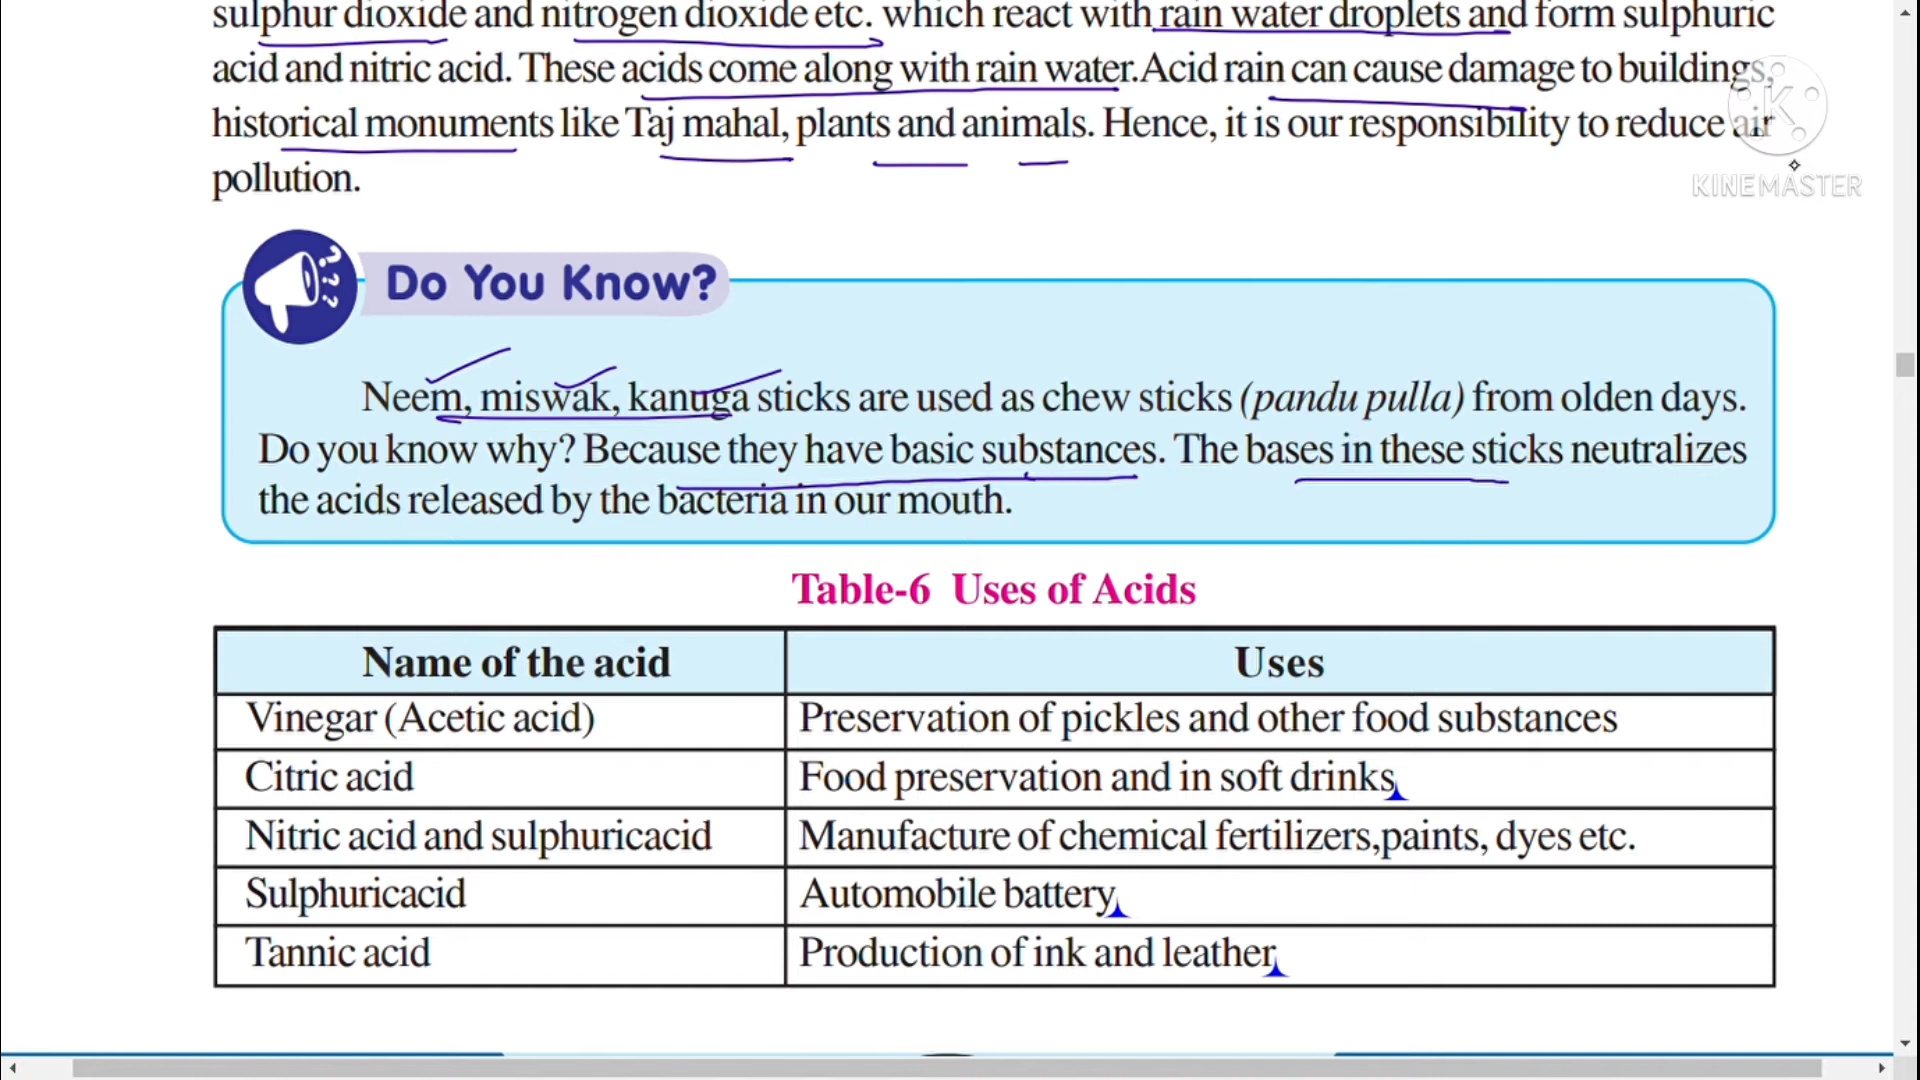 sulphur dioxide and nitrogen dioxide etc. which react with rain water droplets and form sulphuric
acid and nitric acid. These acids come along with rain water.Acid rain can cause damage to buildings,
historical monuments like Taj mahal, plants and animals. Hence, it is our responsibility to reduce air
pollution.
K
KINEMASTER
???
Do You Know?
Neem, miswak, kanuga sticks are used as chew sticks (pandu pulla) from olden days.
Do you know why? Because they have basic substances. The bases in these sticks neutralizes
the acids released by the bacteria in our mouth.
Table-6 Uses of Acids
Name of the acid Uses
Vinegar (Acetic acid) Preservation of pickles and other food substances
Citric acid Food preservation and in soft drinks
Nitric acid and sulphuricacid Manufacture of chemical fertilizers,paints, dyes etc.
Sulphuricacid Automobile battery
Tannic acid Production of ink and leather